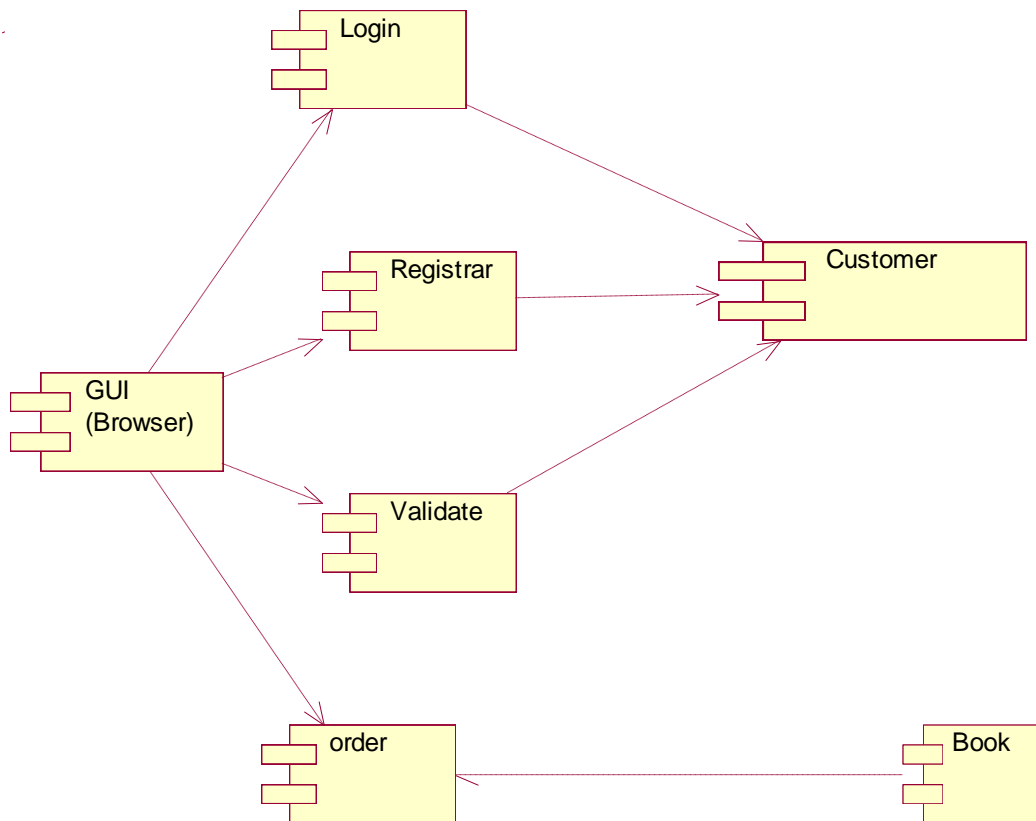 Login
Registrar
Customer
GUI
(Browser)
Validate
order
Book